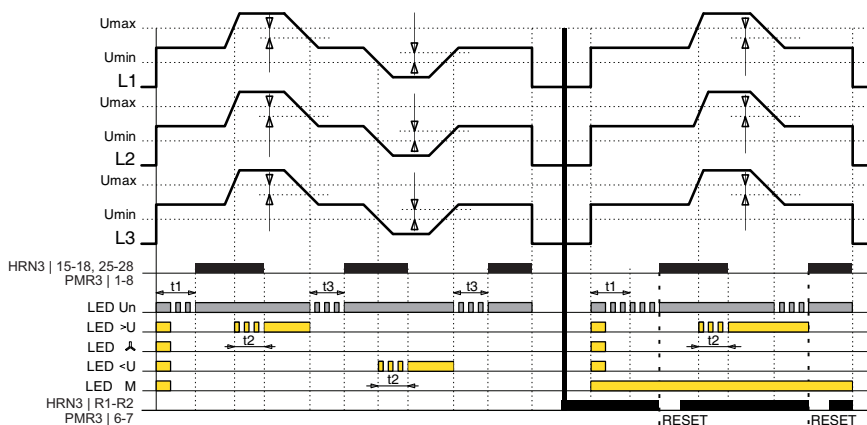 Umax
Umin
L1
Umax
Umin
L2
Umax
Umin
L3
HRN3 | 15-18, 25-28
PMR3 | 1-8
t1 t3 t3 t1
LED Un
LED >U
t2 t2
LED
LED <U
t2
LED M
HRN3 | R1-R2
PMR3 | 6-7
RESET RESET